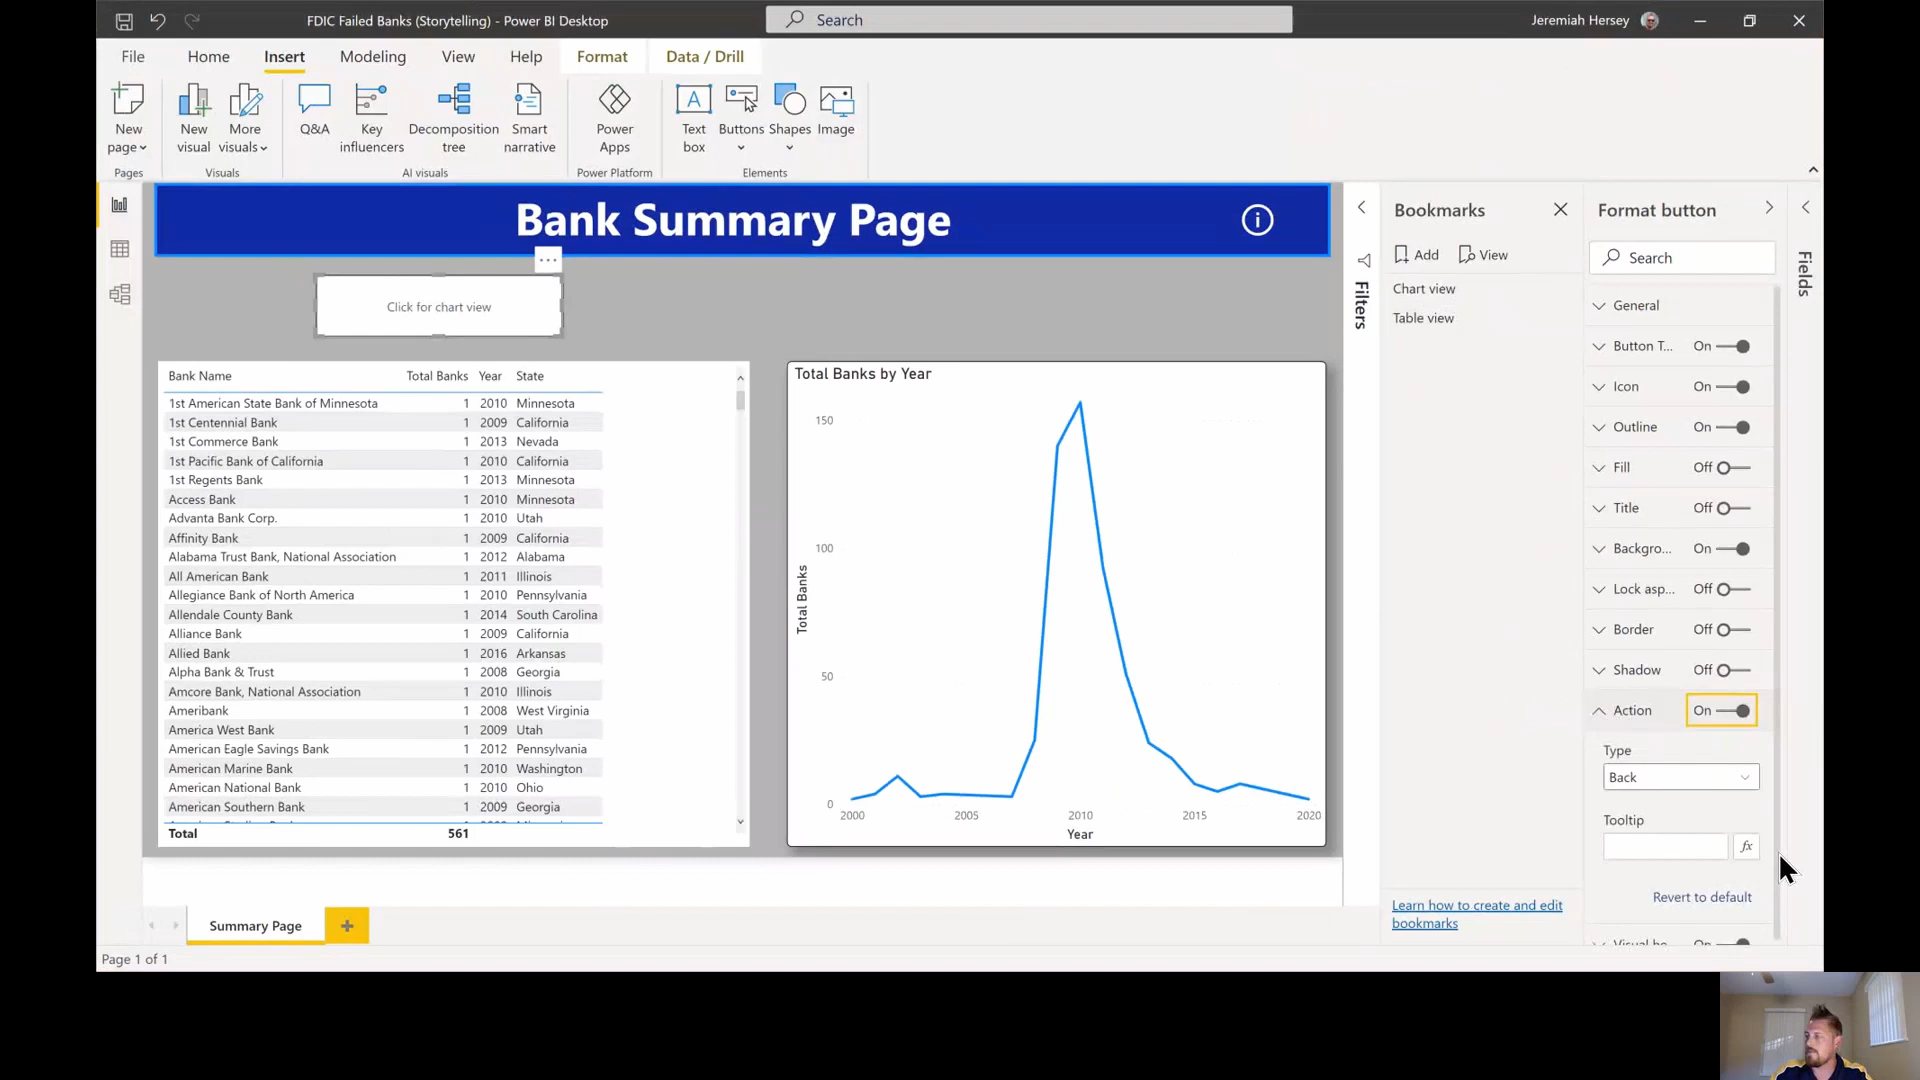 FDIC Failed Banks (Storytelling) - Power BI Desktop
Search
Jeremiah Hersey
File Home Insert Modeling View Help Format Data / Drill
New page
New visual
More visuals
Q&A
Key influencers
Decomposition tree
Smart narrative
Power Apps
Text box
Buttons
Shapes
Image
Pages Visuals AI visuals Power Platform Elements
Bank Summary Page
Click for chart view
Bank Name Total Banks Year State
1st American State Bank of Minnesota 1 2010 Minnesota
1st Centennial Bank 1 2009 California
1st Commerce Bank 1 2013 Nevada
1st Pacific Bank of California 1 2010 California
1st Regents Bank 1 2013 Minnesota
Access Bank 1 2010 Minnesota
Advanta Bank Corp. 1 2010 Utah
Affinity Bank 1 2009 California
Alabama Trust Bank, National Association 1 2012 Alabama
All American Bank 1 2011 Illinois
Allegiance Bank of North America 1 2010 Pennsylvania
Allendale County Bank 1 2014 South Carolina
Alliance Bank 1 2009 California
Allied Bank 1 2016 Arkansas
Alpha Bank & Trust 1 2008 Georgia
Amcore Bank, National Association 1 2010 Illinois
Ameribank 1 2008 West Virginia
America West Bank 1 2009 Utah
American Eagle Savings Bank 1 2012 Pennsylvania
American Marine Bank 1 2010 Washington
American National Bank 1 2010 Ohio
American Southern Bank 1 2009 Georgia
Total 561
Total Banks by Year
150
100
50
0
Total Banks
2000 2005 2010 2015 2020
Year
Filters
Bookmarks
Add View
Chart view
Table view
Learn how to create and edit
bookmarks
Format button
Search
General
Button T... On
Icon On
Outline On
Fill Off
Title Off
Backgro... On
Lock asp... Off
Border Off
Shadow Off
Action On
Type
Back
Tooltip
fx
Revert to default
Fields
Summary Page
Page 1 of 1